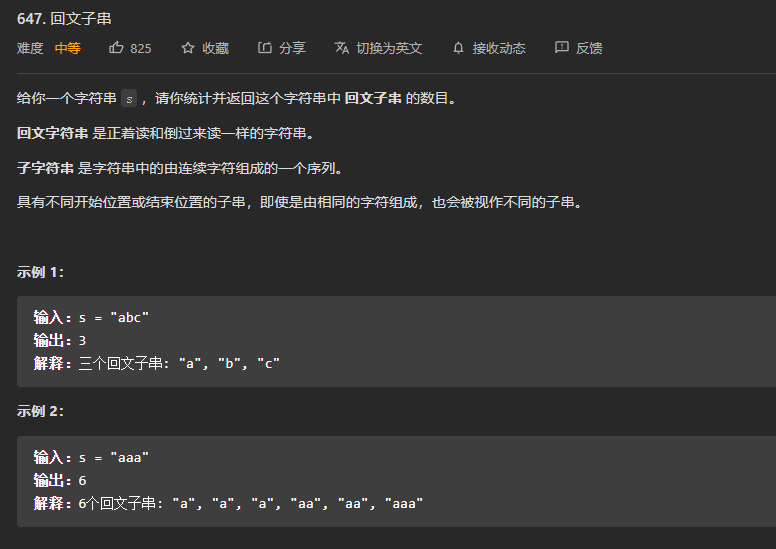 647. 回文子串
难度 中等 825 收藏 分享 切换为英文 接收动态 反馈
给你一个字符串 s ，请你统计并返回这个字符串中 回文子串 的数目。
回文字符串 是正着读和倒过来读一样的字符串。
子字符串 是字符串中的由连续字符组成的一个序列。
具有不同开始位置或结束位置的子串，即使是由相同的字符组成，也会被视作不同的子串。
示例 1：
输入：s = "abc"
输出：3
解释：三个回文子串: "a", "b", "c"
示例 2：
输入：s = "aaa"
输出：6
解释：6个回文子串: "a", "a", "a", "aa", "aa", "aaa"